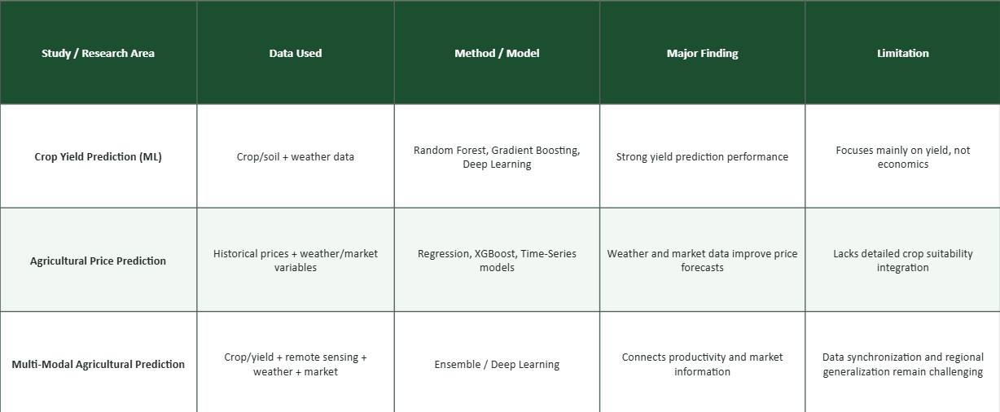 Study / Research Area
Data Used
Method / Model
Major Finding
Limitation
Crop Yield Prediction (ML)
Crop/soil + weather data
Random Forest, Gradient Boosting,
Deep Learning
Strong yield prediction performance
Focuses mainly on yield, not
economics
Agricultural Price Prediction
Historical prices + weather/market
variables
Regression, XGBoost, Time-Series
models
Weather and market data improve price
forecasts
Lacks detailed crop suitability
integration
Multi-Modal Agricultural Prediction
Crop/yield + remote sensing +
weather + market
Ensemble / Deep Learning
Connects productivity and market
information
Data synchronization and regional
generalization remain challenging